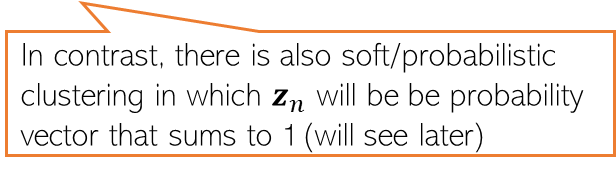 In contrast, there is also soft/probabilistic
clustering in which 𝒛ₙ will be be probability
vector that sums to 1 (will see later)